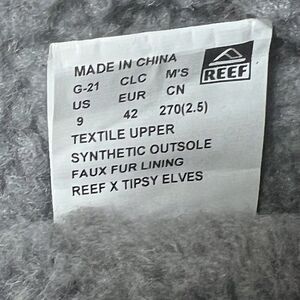 MADE IN CHINA
REEF
G-21 CLC M'S
US EUR CN
9 42 270(2.5)
TEXTILE UPPER
SYNTHETIC OUTSOLE
FAUX FUR LINING
REEF X TIPSY ELVES